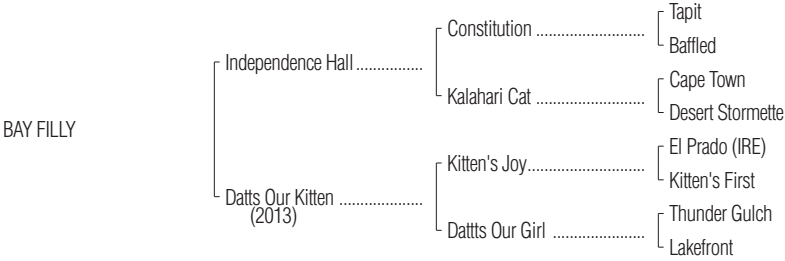 Tapit
Constitution
Baffled
Independence Hall
Cape Town
Kalahari Cat
Desert Stormette
BAY FILLY
El Prado (IRE)
Kitten's Joy
Kitten's First
Datts Our Kitten
(2013)
Thunder Gulch
Dattts Our Girl
Lakefront